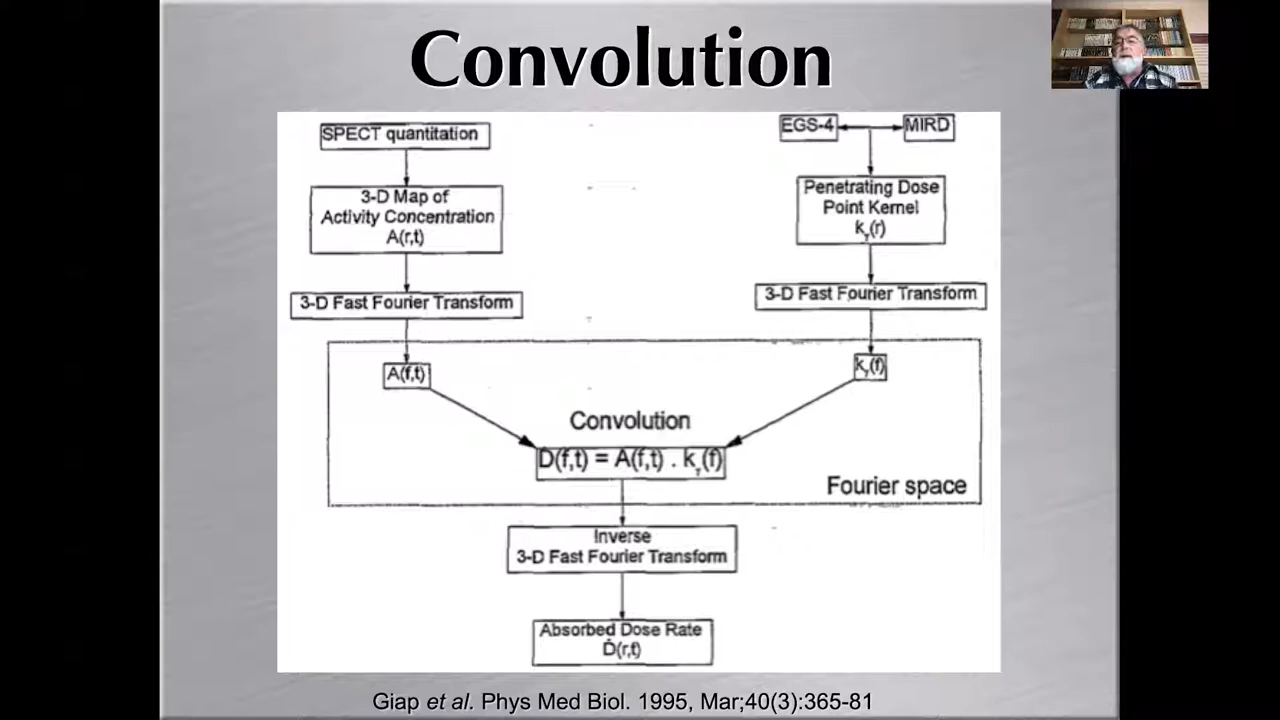 Convolution
SPECT quantitation
3-D Map of
Activity Concentration
A(r,t)
3-D Fast Fourier Transform
A(f,t)
EGS-4
MIRD
Penetrating Dose
Point Kernel
kγ(r)
3-D Fast Fourier Transform
kγ(f)
Convolution
Ḋ(f,t) = A(f,t) . kγ(f)
Fourier space
Inverse
3-D Fast Fourier Transform
Absorbed Dose Rate
Ḋ(r,t)
Giap et al. Phys Med Biol. 1995, Mar;40(3):365-81